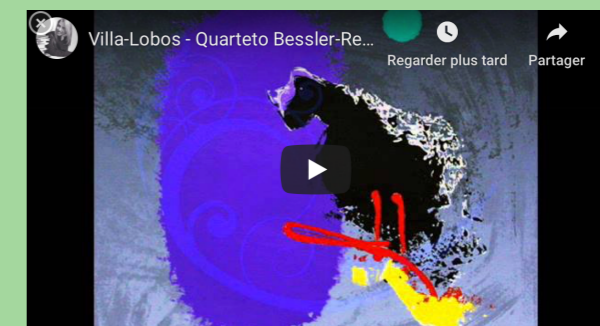 Villa-Lobos - Quarteto Bessler-Re...
Regarder plus tard
Partager